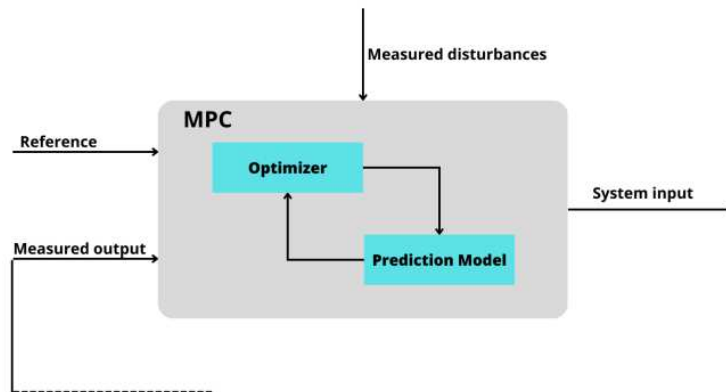 Measured disturbances
MPC
Reference
Optimizer
System input
Measured output
Prediction Model